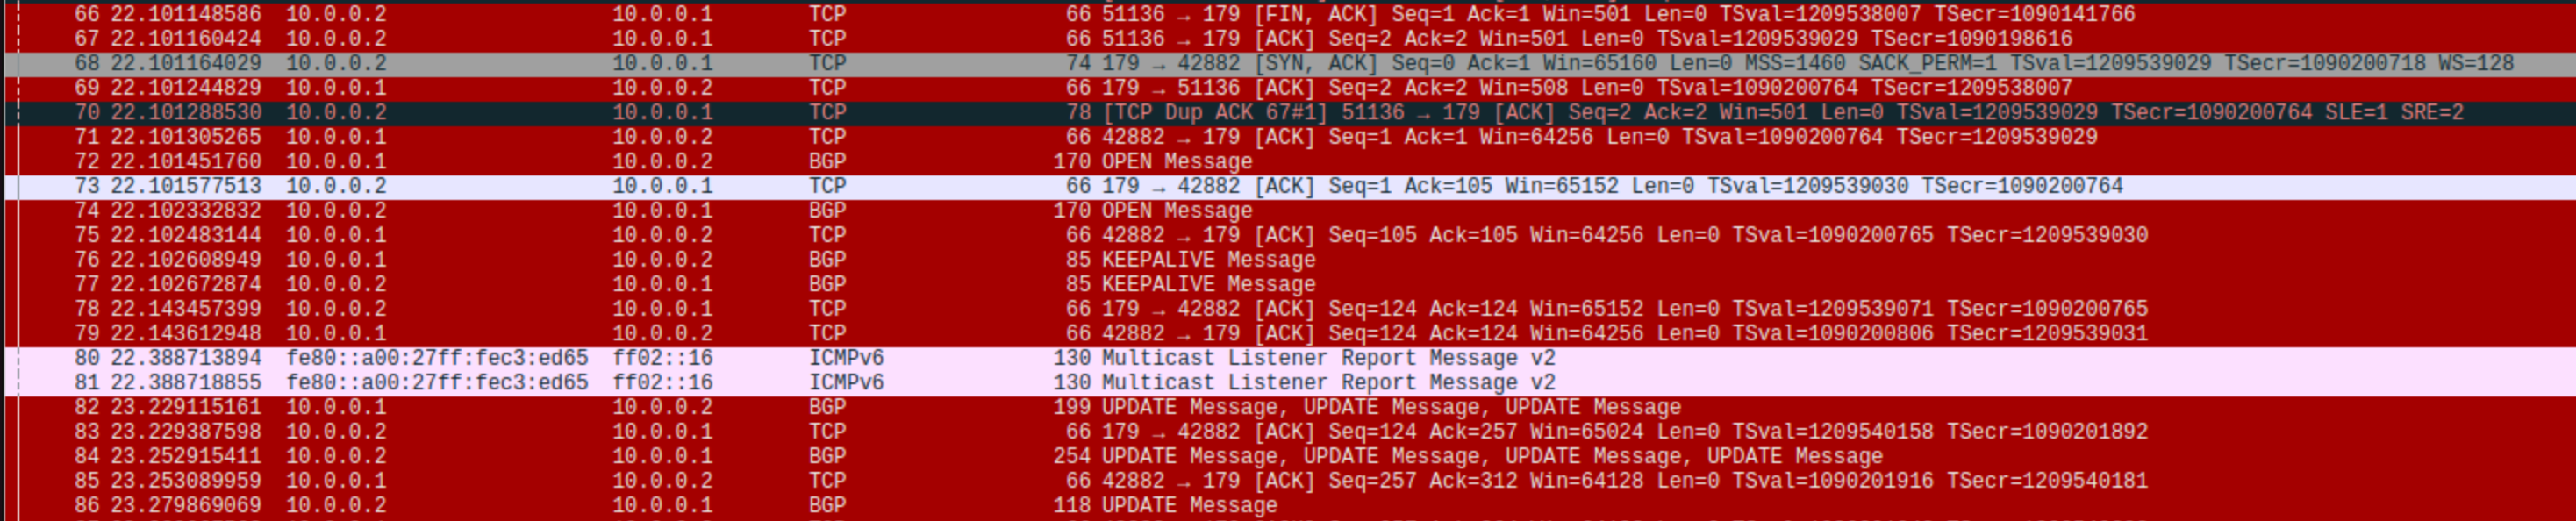 66 22.101148586 10.0.0.2 10.0.0.1 TCP 66 51136 → 179 [FIN, ACK] Seq=1 Ack=1 Win=501 Len=0 TSval=1209538007 TSecr=1090141766
67 22.101160424 10.0.0.2 10.0.0.1 TCP 66 51136 → 179 [ACK] Seq=2 Ack=2 Win=501 Len=0 TSval=1209539029 TSecr=1090198616
68 22.101164029 10.0.0.2 10.0.0.1 TCP 74 179 → 42882 [SYN, ACK] Seq=0 Ack=1 Win=65160 Len=0 MSS=1460 SACK_PERM=1 TSval=1209539029 TSecr=1090200718 WS=128
69 22.101244829 10.0.0.1 10.0.0.2 TCP 66 179 → 51136 [ACK] Seq=2 Ack=2 Win=508 Len=0 TSval=1090200764 TSecr=1209538007
70 22.101288530 10.0.0.2 10.0.0.1 TCP 78 [TCP Dup ACK 67#1] 51136 → 179 [ACK] Seq=2 Ack=2 Win=501 Len=0 TSval=1209539029 TSecr=1090200764 SLE=1 SRE=2
71 22.101305265 10.0.0.1 10.0.0.2 TCP 66 42882 → 179 [ACK] Seq=1 Ack=1 Win=64256 Len=0 TSval=1090200764 TSecr=1209539029
72 22.101451760 10.0.0.1 10.0.0.2 BGP 170 OPEN Message
73 22.101577513 10.0.0.2 10.0.0.1 TCP 66 179 → 42882 [ACK] Seq=1 Ack=105 Win=65152 Len=0 TSval=1209539030 TSecr=1090200764
74 22.102332832 10.0.0.2 10.0.0.1 BGP 170 OPEN Message
75 22.102483144 10.0.0.1 10.0.0.2 TCP 66 42882 → 179 [ACK] Seq=105 Ack=105 Win=64256 Len=0 TSval=1090200765 TSecr=1209539030
76 22.102608949 10.0.0.1 10.0.0.2 BGP 85 KEEPALIVE Message
77 22.102672874 10.0.0.2 10.0.0.1 BGP 85 KEEPALIVE Message
78 22.143457399 10.0.0.2 10.0.0.1 TCP 66 179 → 42882 [ACK] Seq=124 Ack=124 Win=65152 Len=0 TSval=1209539071 TSecr=1090200765
79 22.143612948 10.0.0.1 10.0.0.2 TCP 66 42882 → 179 [ACK] Seq=124 Ack=124 Win=64256 Len=0 TSval=1090200806 TSecr=1209539031
80 22.388713894 fe80::a00:27ff:fec3:ed65 ff02::16 ICMPv6 130 Multicast Listener Report Message v2
81 22.388718855 fe80::a00:27ff:fec3:ed65 ff02::16 ICMPv6 130 Multicast Listener Report Message v2
82 23.229115161 10.0.0.1 10.0.0.2 BGP 199 UPDATE Message, UPDATE Message, UPDATE Message
83 23.229387598 10.0.0.2 10.0.0.1 TCP 66 179 → 42882 [ACK] Seq=124 Ack=257 Win=65024 Len=0 TSval=1209540158 TSecr=1090201892
84 23.252915411 10.0.0.2 10.0.0.1 BGP 254 UPDATE Message, UPDATE Message, UPDATE Message, UPDATE Message
85 23.253089959 10.0.0.1 10.0.0.2 TCP 66 42882 → 179 [ACK] Seq=257 Ack=312 Win=64128 Len=0 TSval=1090201916 TSecr=1209540181
86 23.279869069 10.0.0.2 10.0.0.1 BGP 118 UPDATE Message